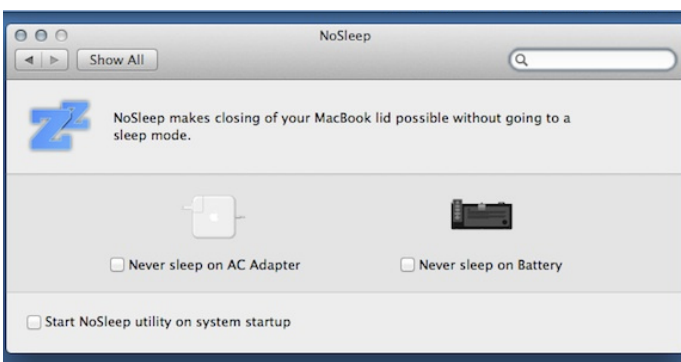 NoSleep
Show All
NoSleep makes closing of your MacBook lid possible without going to a
sleep mode.
Never sleep on AC Adapter
Never sleep on Battery
Start NoSleep utility on system startup